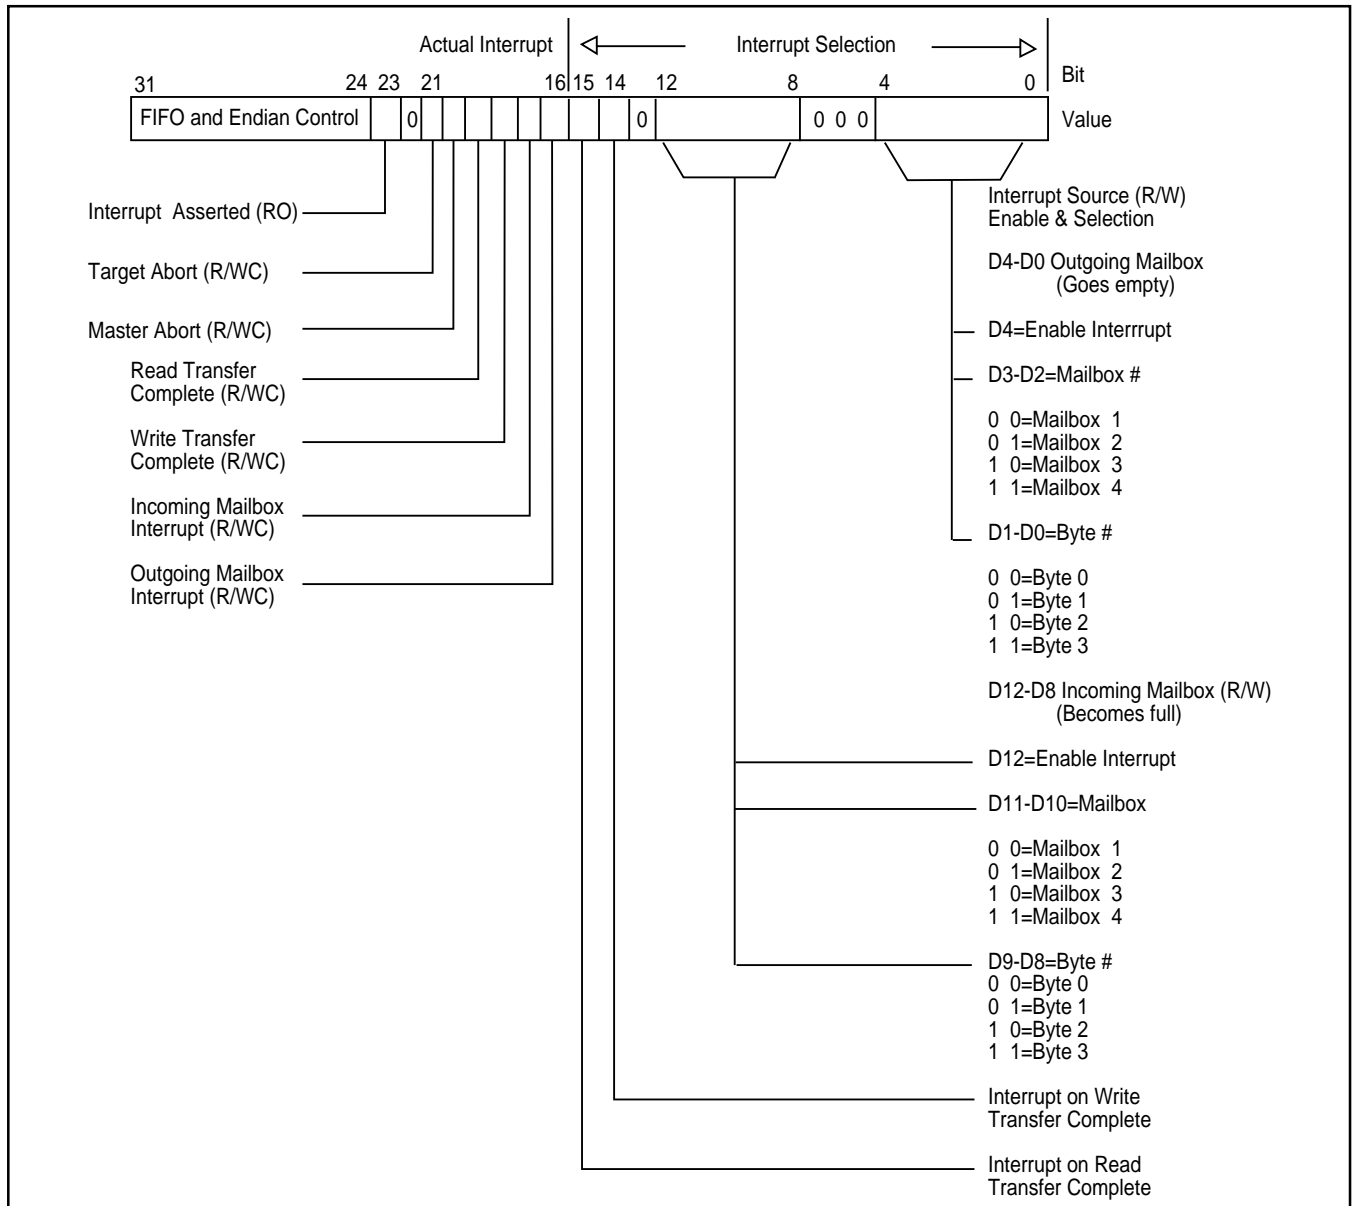 Actual Interrupt
Interrupt Selection
31 24 23 21 16 15 14 12 8 4 0 Bit
FIFO and Endian Control 0 0 0 0 0 Value
Interrupt Asserted (RO)
Target Abort (R/WC)
Master Abort (R/WC)
Read Transfer
Complete (R/WC)
Write Transfer
Complete (R/WC)
Incoming Mailbox
Interrupt (R/WC)
Outgoing Mailbox
Interrupt (R/WC)
Interrupt Source (R/W)
Enable & Selection
D4-D0 Outgoing Mailbox
(Goes empty)
D4=Enable Interrrupt
D3-D2=Mailbox #
0 0=Mailbox 1
0 1=Mailbox 2
1 0=Mailbox 3
1 1=Mailbox 4
D1-D0=Byte #
0 0=Byte 0
0 1=Byte 1
1 0=Byte 2
1 1=Byte 3
D12-D8 Incoming Mailbox (R/W)
(Becomes full)
D12=Enable Interrupt
D11-D10=Mailbox
0 0=Mailbox 1
0 1=Mailbox 2
1 0=Mailbox 3
1 1=Mailbox 4
D9-D8=Byte #
0 0=Byte 0
0 1=Byte 1
1 0=Byte 2
1 1=Byte 3
Interrupt on Write
Transfer Complete
Interrupt on Read
Transfer Complete